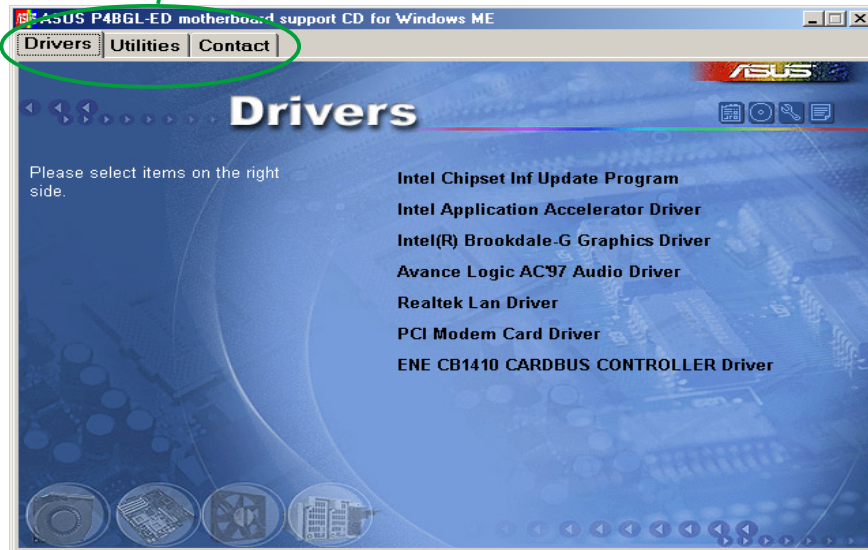 ASUS P4BGL-ED motherboard support CD for Windows ME
Drivers Utilities Contact
ASUS
Drivers
Please select items on the right
side.
Intel Chipset Inf Update Program
Intel Application Accelerator Driver
Intel(R) Brookdale-G Graphics Driver
Avance Logic AC'97 Audio Driver
Realtek Lan Driver
PCI Modem Card Driver
ENE CB1410 CARDBUS CONTROLLER Driver